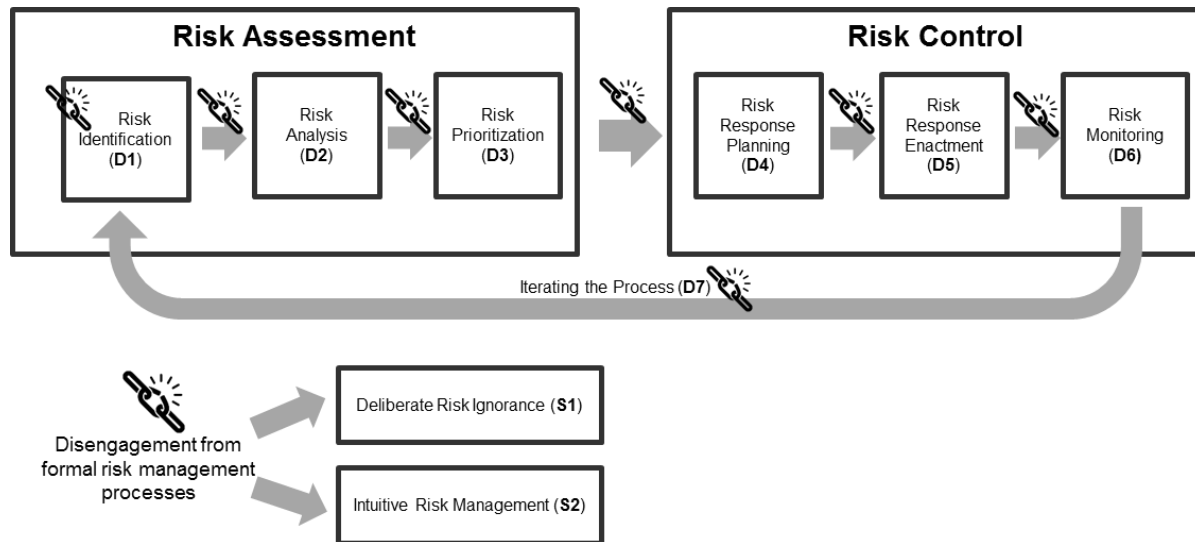 Risk Assessment
Risk
Identification
(D1)
Risk
Analysis
(D2)
Risk
Prioritization
(D3)
Risk Control
Risk
Response
Planning
(D4)
Risk
Response
Enactment
(D5)
Risk
Monitoring
(D6)
Iterating the Process (D7)
Disengagement from
formal risk management
processes
Deliberate Risk Ignorance (S1)
Intuitive Risk Management (S2)